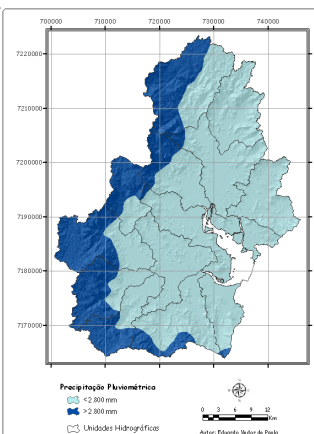 700000 710000 720000 730000 740000
7220000
7210000
7200000
7190000
7180000
7170000
Precipitação Pluviométrica
< 2.800 mm
> 2.800 mm
Unidades Hidrográficas
0 3 6 9 12
Km
Autor: Eduardo Vedor de Paula